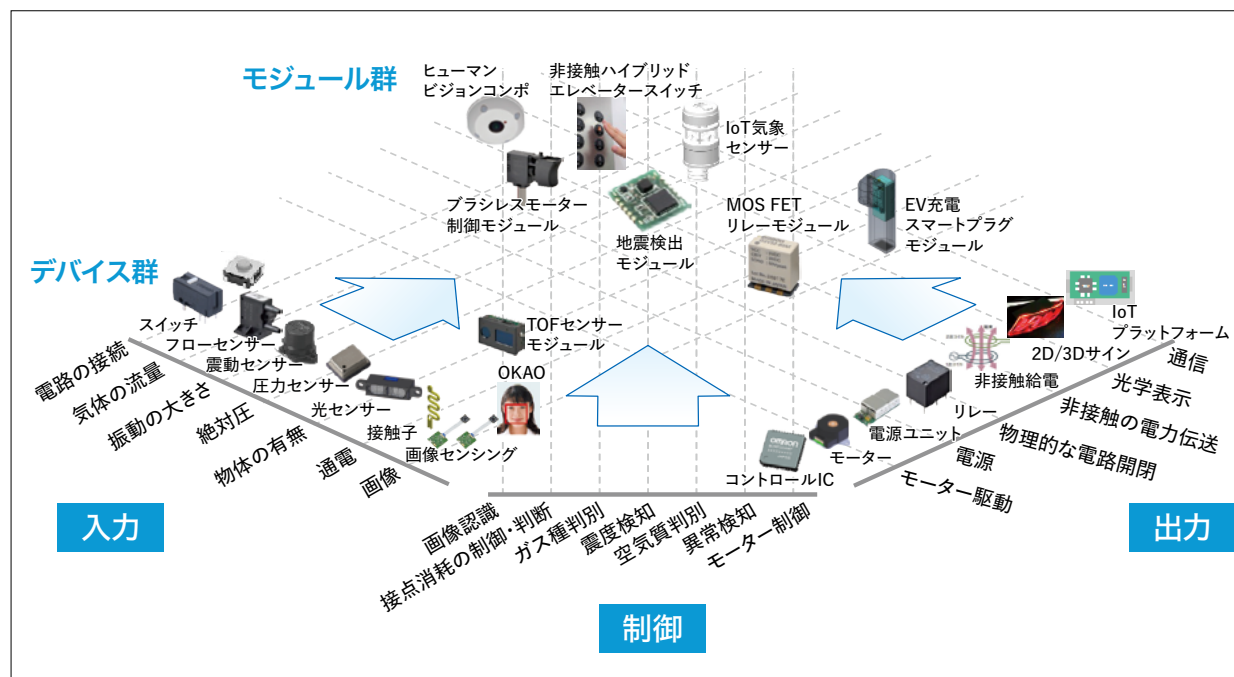 モジュール群
ヒューマン
ビジョンコンポ
非接触ハイブリッド
エレベータースイッチ
IoT気象
センサー
ブラシレスモーター
制御モジュール
地震検出
モジュール
MOS FET
リレーモジュール
EV充電
スマートプラグ
モジュール
デバイス群
スイッチ
フローセンサー
震動センサー
圧力センサー
光センサー
接触子
画像センシング
TOFセンサー
モジュール
OKAO
コントロールIC
モーター
電源ユニット
リレー
非接触給電
2D/3Dサイン
IoT
プラットフォーム
電路の接続
気体の流量
振動の大きさ
絶対圧
物体の有無
通電
画像
入力
画像認識
接点消耗の制御・判断
ガス種判別
震度検知
空気質判別
異常検知
モーター制御
制御
モーター駆動
電源
物理的な電路開閉
非接触の電力伝送
光学表示
通信
出力
OMRON